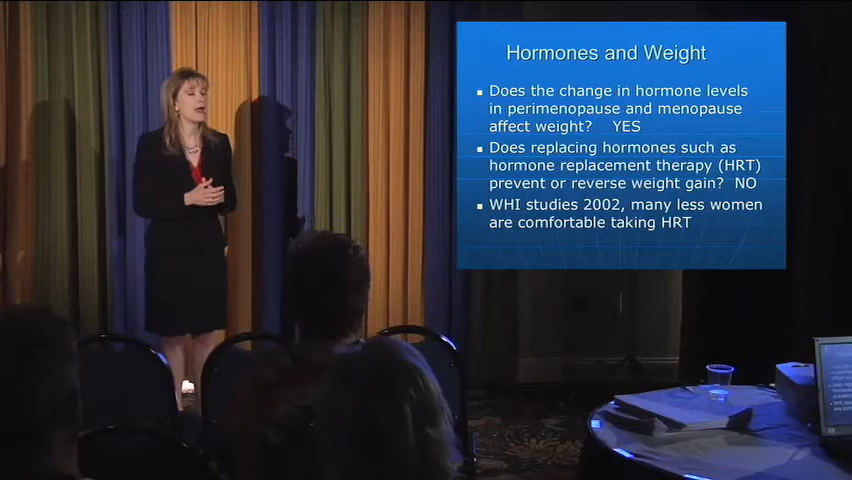 Hormones and Weight
Does the change in hormone levels
in perimenopause and menopause
affect weight? YES
Does replacing hormones such as
hormone replacement therapy (HRT)
prevent or reverse weight gain? NO
WHI studies 2002, many less women
are comfortable taking HRT